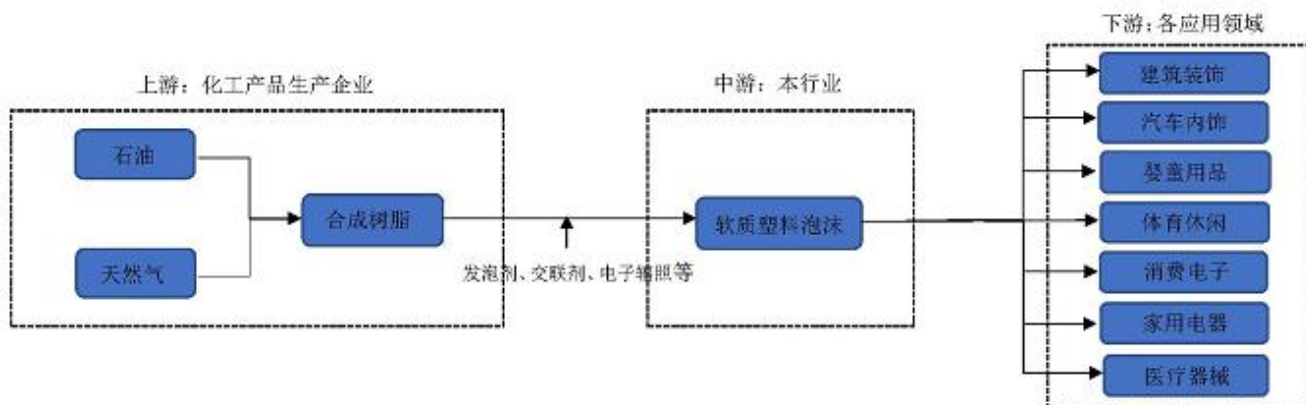 下游：各应用领域
上游：化工产品生产企业
中游：本行业
石油
天然气
合成树脂
发泡剂、交联剂、电子辐照等
软质塑料泡沫
建筑装饰
汽车内饰
婴童用品
体育休闲
消费电子
家用电器
医疗器械